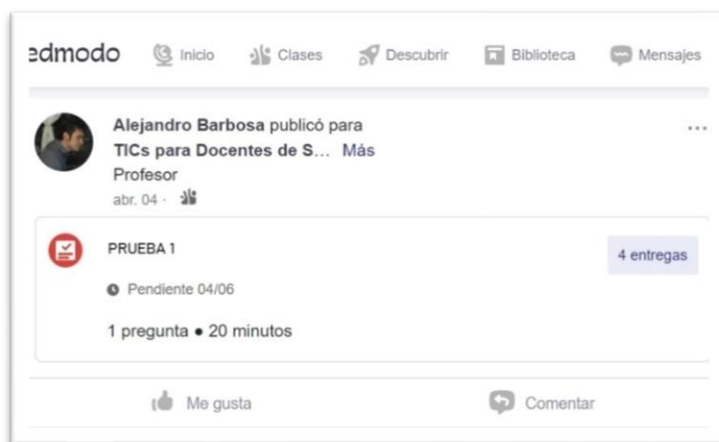 edmodo Inicio Clases Descubrir Biblioteca Mensajes
Alejandro Barbosa publicó para
TICs para Docentes de S... Más
Profesor
abr. 04 ·
PRUEBA 1
4 entregas
Pendiente 04/06
1 pregunta ● 20 minutos
Me gusta Comentar